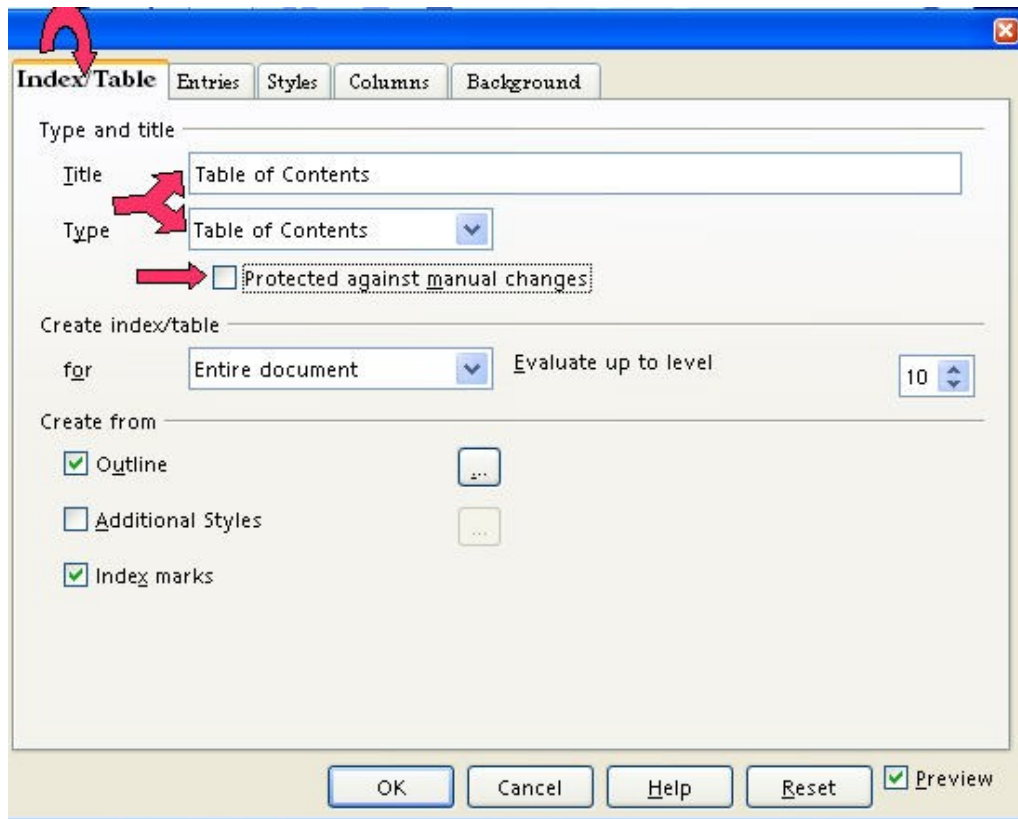 Index/Table Entries Styles Columns Background
Type and title
Title Table of Contents
Type Table of Contents
Protected against manual changes
Create index/table
for Entire document Evaluate up to level 10
Create from
Outline ...
Additional Styles ...
Index marks
OK Cancel Help Reset Preview